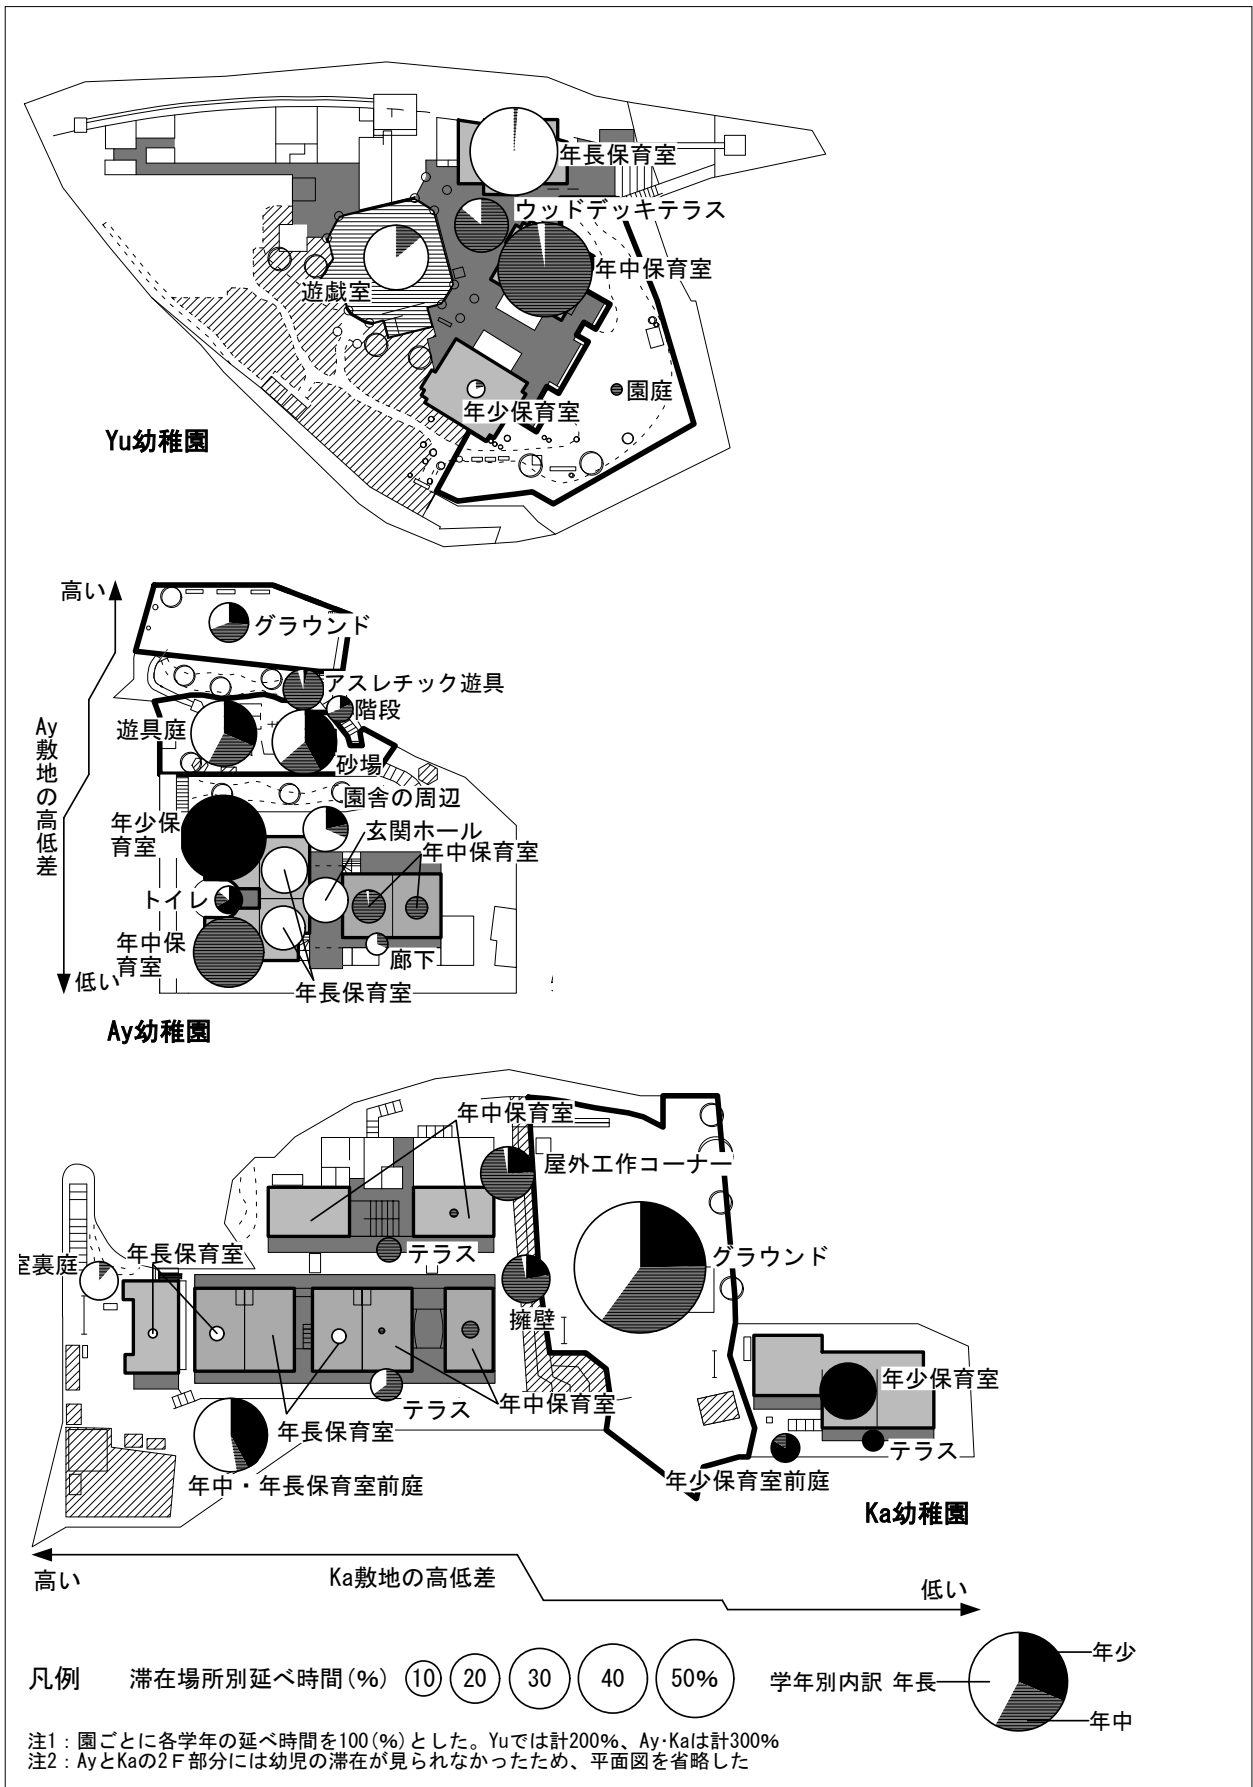 年長保育室
ウッドデッキテラス
年中保育室
遊戯室
園庭
年少保育室
Yu幼稚園
高い
グラウンド
アスレチック遊具
階段
遊具庭
砂場
Ay敷地の高低差
園舎の周辺
年少保
育室
玄関ホール
年中保育室
トイレ
年中保
育室
廊下
低い
年長保育室
Ay幼稚園
年中保育室
屋外工作コーナー
年長保育室
テラス
グラウンド
室裏庭
擁壁
年少保育室
テラス
年中保育室
年長保育室
テラス
年中・年長保育室前庭
年少保育室前庭
Ka幼稚園
高い
Ka敷地の高低差
低い
凡例 滞在場所別延べ時間(%) 10 20 30 40 50% 学年別内訳 年長 年少 年中
注1：園ごとに各学年の延べ時間を100(%)とした。Yuでは計200%、Ay･Kaは計300%
注2：AyとKaの2Ｆ部分には幼児の滞在が見られなかったため、平面図を省略した